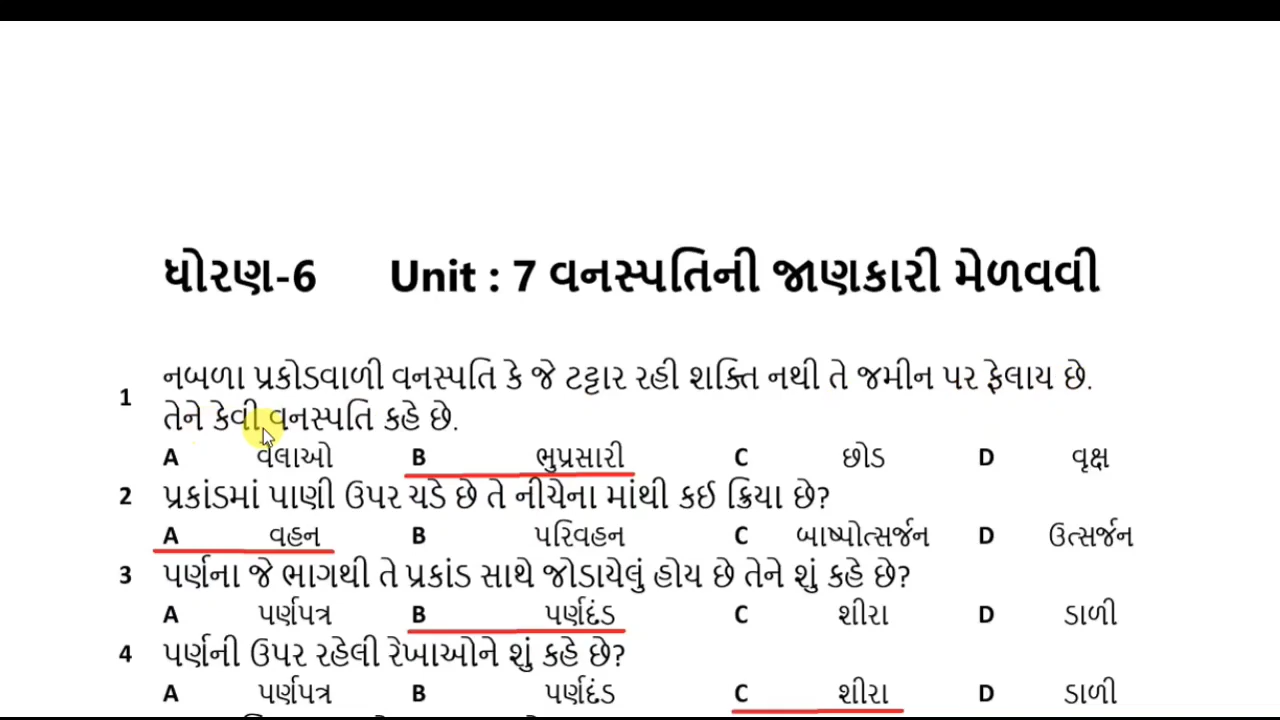 ધોરણ-6 Unit : 7 વનસ્પતિની જાણકારી મેળવવી
1 નબળા પ્રકોડવાળી વનસ્પતિ કે જે ટટ્ટાર રહી શક્તિ નથી તે જમીન પર ફેલાય છે.
તેને કેવી વનસ્પતિ કહે છે.
A વેલાઓ B ભુપ્રસારી C છોડ D વૃક્ષ
2 પ્રકાંડમાં પાણી ઉપર ચડે છે તે નીચેના માંથી કઈ ક્રિયા છે?
A વહન B પરિવહન C બાષ્પોત્સર્જન D ઉત્સર્જન
3 પર્ણના જે ભાગથી તે પ્રકાંડ સાથે જોડાયેલું હોય છે તેને શું કહે છે?
A પર્ણપત્ર B પર્ણદંડ C શીરા D ડાળી
4 પર્ણની ઉપર રહેલી રેખાઓને શું કહે છે?
A પર્ણપત્ર B પર્ણદંડ C શીરા D ડાળી